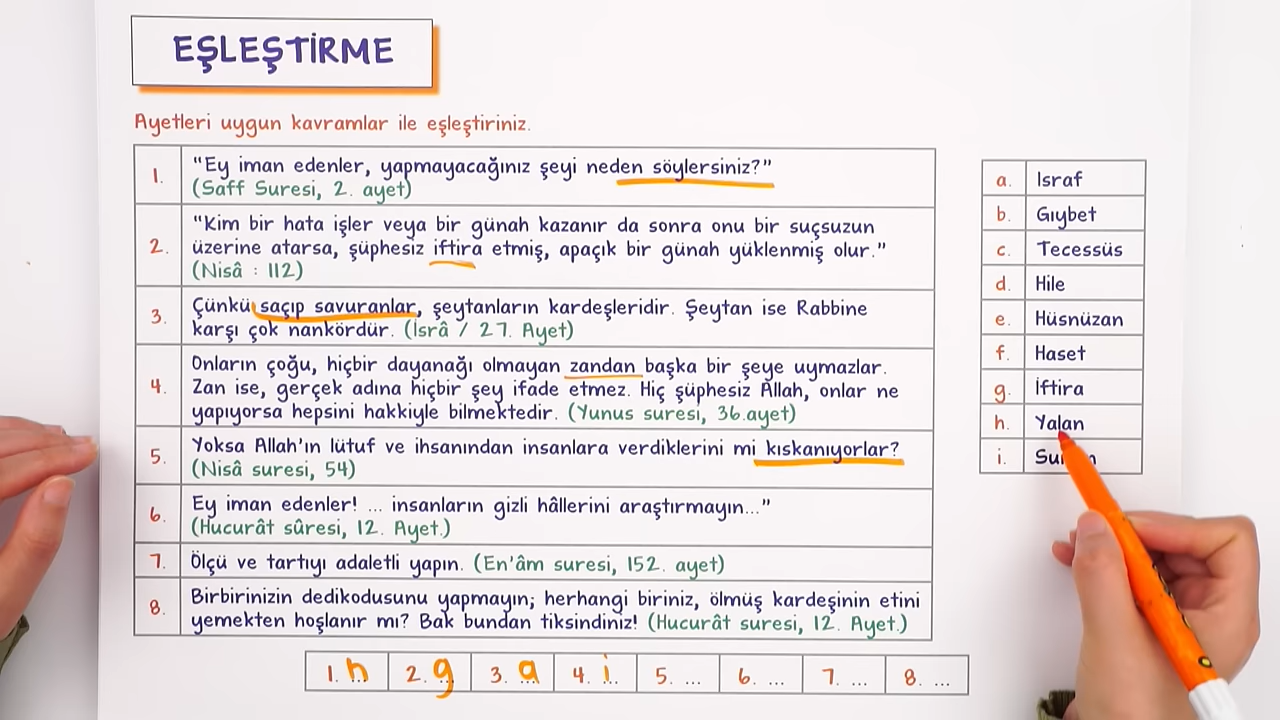 EŞLEŞTİRME
Ayetleri uygun kavramlar ile eşleştiriniz.
1. "Ey iman edenler, yapmayacağınız şeyi neden söylersiniz?"
(Saff Suresi, 2. ayet)
2. "Kim bir hata işler veya bir günah kazanır da sonra onu bir suçsuzun
üzerine atarsa, şüphesiz iftira etmiş, apaçık bir günah yüklenmiş olur."
(Nisâ : 112)
3. Çünkü saçıp savuranlar, şeytanların kardeşleridir. Şeytan ise Rabbine
karşı çok nankördür. (İsrâ / 27. Ayet)
4. Onların çoğu, hiçbir dayanağı olmayan zandan başka bir şeye uymazlar.
Zan ise, gerçek adına hiçbir şey ifade etmez. Hiç şüphesiz Allah, onlar ne
yapıyorsa hepsini hakkiyle bilmektedir. (Yunus suresi, 36.ayet)
5. Yoksa Allah'ın lütuf ve ihsanından insanlara verdiklerini mi kıskanıyorlar?
(Nisâ suresi, 54)
6. Ey iman edenler! ... insanların gizli hâllerini araştırmayın..."
(Hucurât sûresi, 12. Ayet.)
7. Ölçü ve tartıyı adaletli yapın. (En'âm suresi, 152. ayet)
8. Birbirinizin dedikodusunu yapmayın; herhangi biriniz, ölmüş kardeşinin etini
yemekten hoşlanır mı? Bak bundan tiksindiniz! (Hucurât suresi, 12. Ayet.)
a. Israf
b. Gıybet
c. Tecessüs
d. Hile
e. Hüsnüzan
f. Haset
g. İftira
h. Yalan
i.
1. h 2. g 3. a 4. i 5. ... 6. ... 7. ... 8. ...